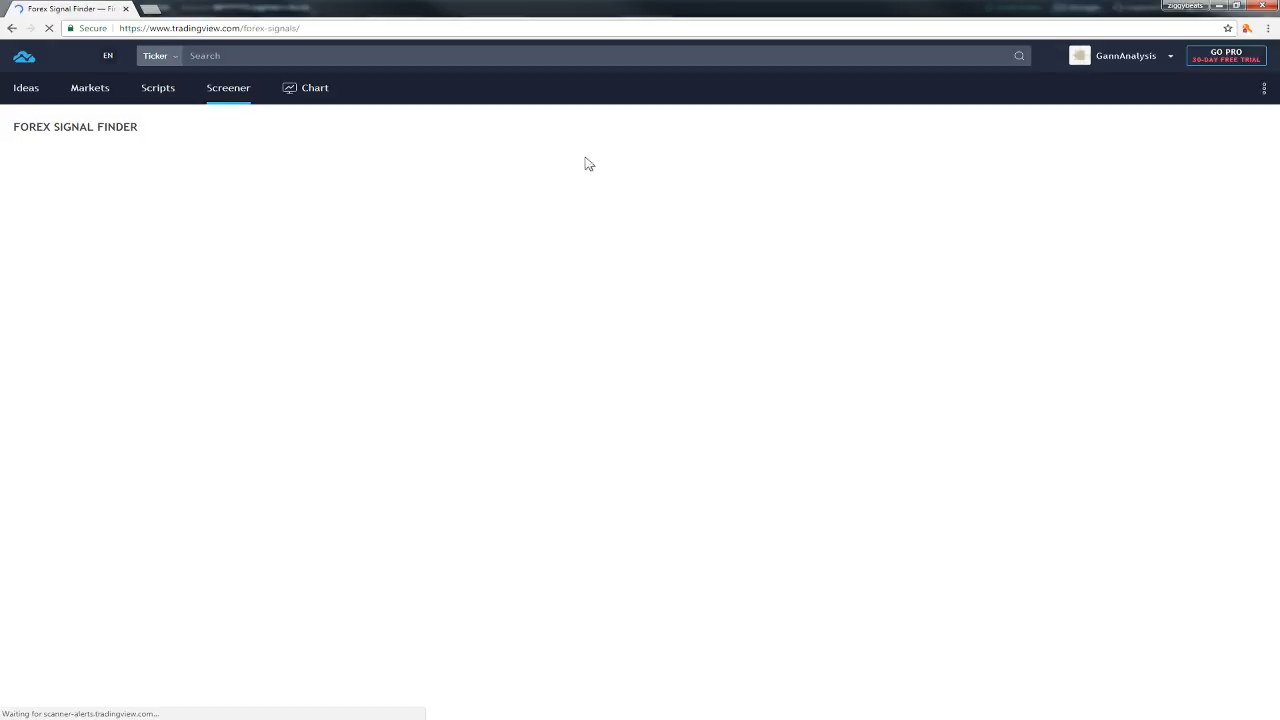 Forex Signal Finder — Fi
ziggybeats
Secure
https://www.tradingview.com/forex-signals/
EN
Ticker
Search
GannAnalysis
GO PRO
30-DAY FREE TRIAL
Ideas
Markets
Scripts
Screener
Chart
FOREX SIGNAL FINDER
Waiting for scanner-alerts.tradingview.com...